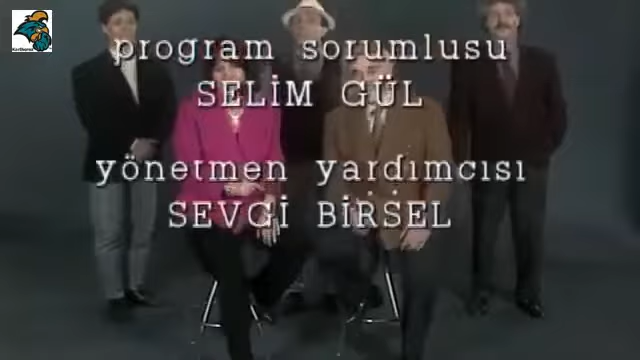 program sorumlusu
SELİM GÜL
yönetmen yardımcısı
SEVGİ BİRSEL